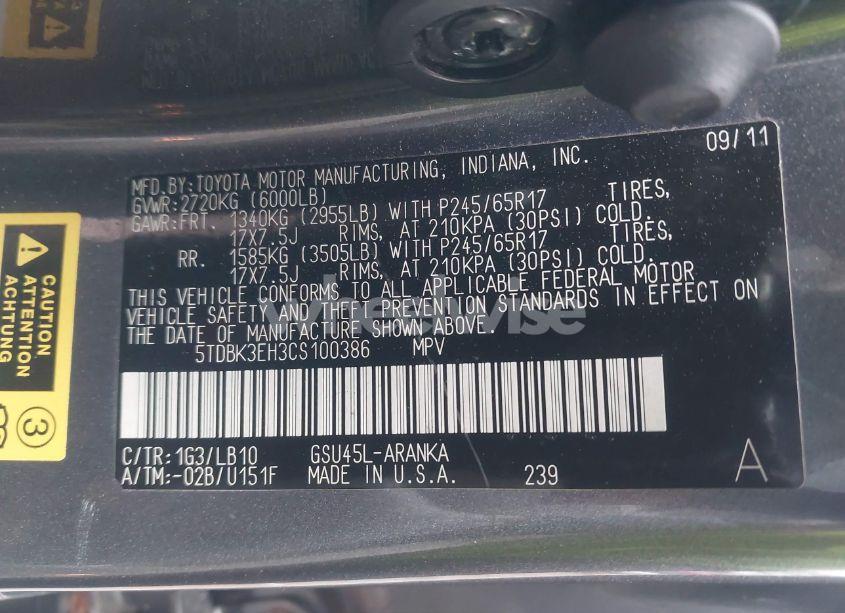 09/11
MFD.BY:TOYOTA MOTOR MANUFACTURING, INDIANA, INC.
GVWR:2720KG (6000LB)
GAWR:FRT. 1340KG (2955LB) WITH P245/65R17 TIRES,
17X7.5J RIMS, AT 210KPA (30PSI) COLD.
RR. 1585KG (3505LB) WITH P245/65R17 TIRES,
17X7.5J RIMS, AT 210KPA (30PSI) COLD.
THIS VEHICLE CONFORMS TO ALL APPLICABLE FEDERAL MOTOR
VEHICLE SAFETY AND THEFT PREVENTION STANDARDS IN EFFECT ON
THE DATE OF MANUFACTURE SHOWN ABOVE.
5TDBK3EH3CS100386 MPV
C/TR:1G3/LB10 GSU45L-ARANKA
A/TM:-02B/U151F MADE IN U.S.A. 239
A
CAUTION
ATTENTION
ACHTUNG
3